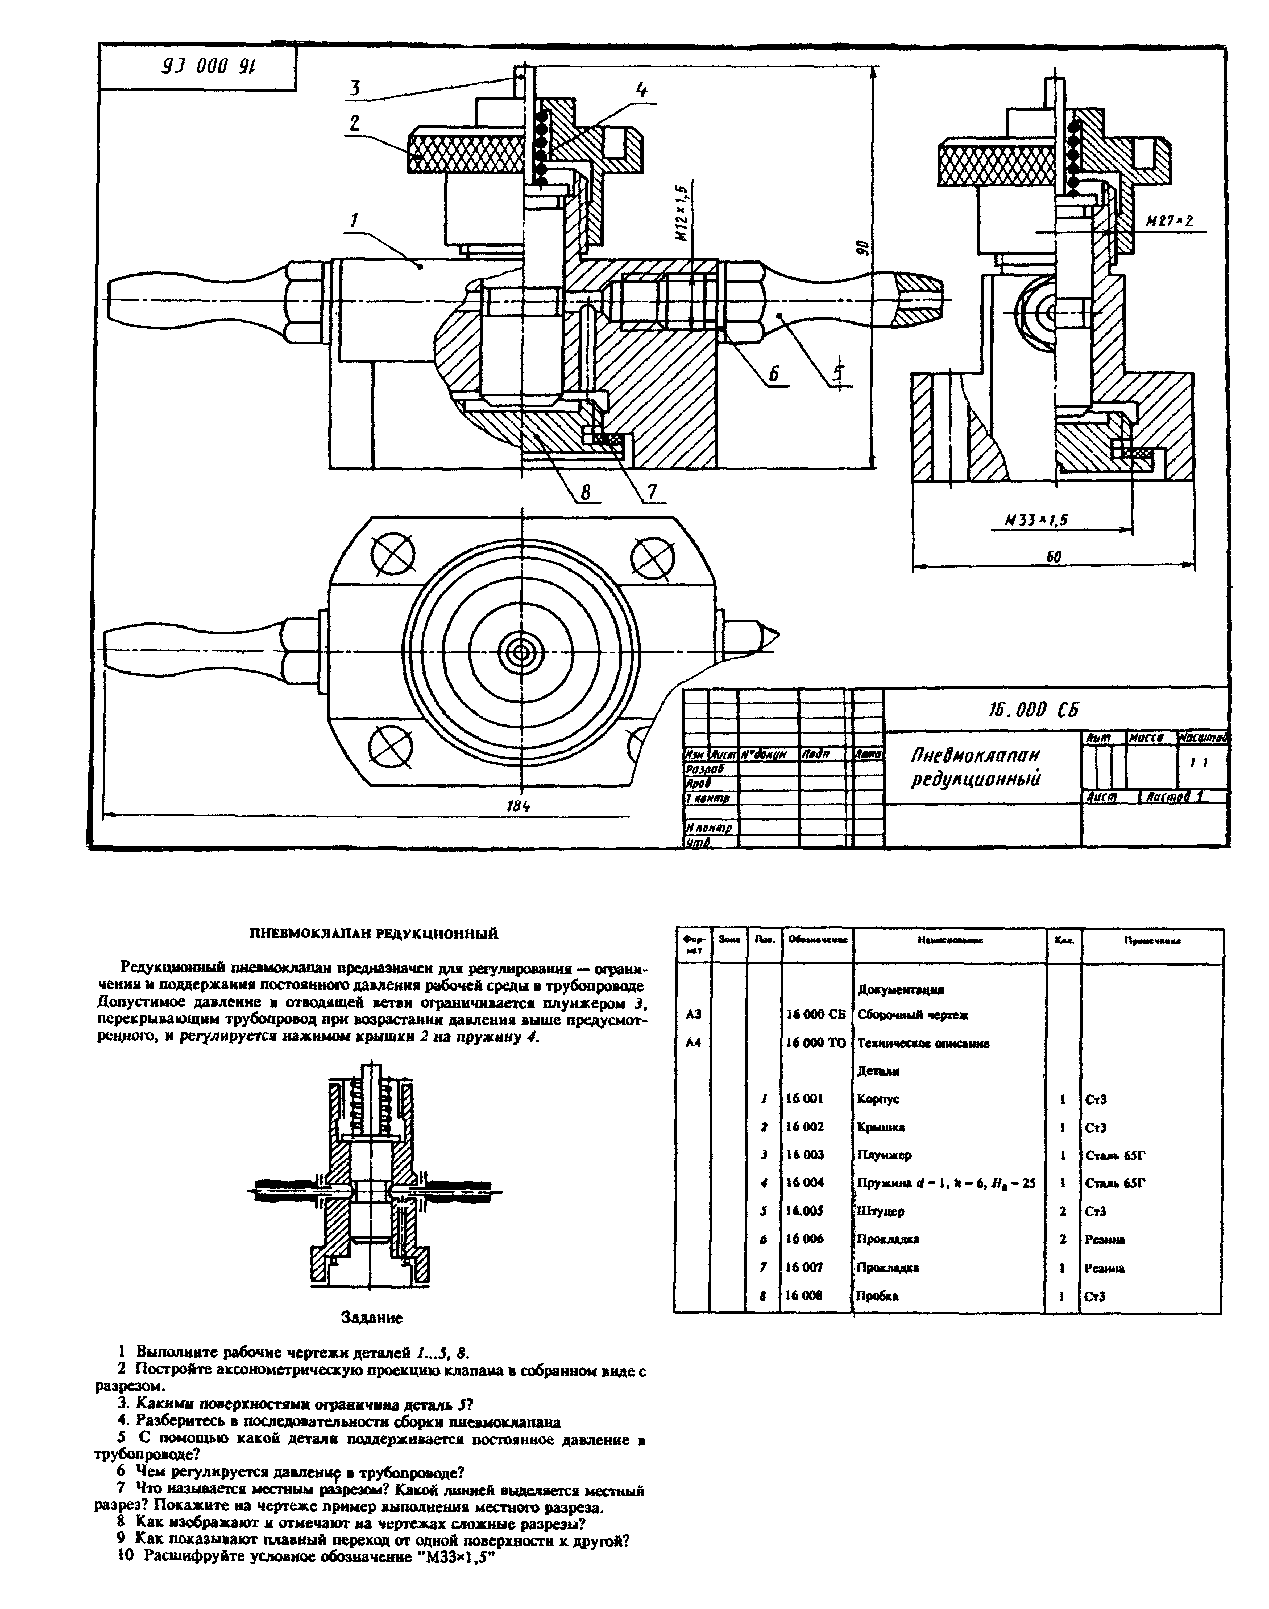 16 000 СБ
3
4
2
1
М12×1,5
90
М27×2
6
5
8
7
М33×1,5
60
184
16.000 СБ
Изм Лист N°докум Подп Дата
Разраб
Пров
Т контр
Н контр
Утв
Пневмоклапан
редукционный
Лит Масса Масштаб
1 1
Лист Листов 1
ПНЕВМОКЛАПАН РЕДУКЦИОННЫЙ
Редукционный пневмоклапан предназначен для регулирования — ограни-
чения и поддержания постоянного давления рабочей среды в трубопроводе
Допустимое давление в отводящей ветви ограничивается плунжером 3,
перекрывающим трубопровод при возрастании давления выше предусмот-
ренного, и регулируется нажимом крышки 2 на пружину 4.
Задание
1 Выполните рабочие чертежи деталей 1...5, 8.
2 Постройте аксонометрическую проекцию клапана в собранном виде с
разрезом.
3. Какими поверхностями ограничена деталь 5?
4. Разберитесь в последовательности сборки пневмоклапана
5 С помощью какой детали поддерживается постоянное давление в
трубопроводе?
6 Чем регулируется давление в трубопроводе?
7 Что называется местным разрезом? Какой линией выделяется местный
разрез? Покажите на чертеже пример выполнения местного разреза.
8 Как изображают и отмечают на чертежах сложные разрезы?
9 Как показывают плавный переход от одной поверхности к другой?
10 Расшифруйте условное обозначение "М33×1,5"
Фор-
мат Зона Поз. Обозначение Наименование Кол. Примечание
Документация
А3 16 000 СБ Сборочный чертеж
А4 16 000 ТО Техническое описание
Детали
1 16 001 Корпус 1 Ст3
2 16 002 Крышка 1 Ст3
3 16 003 Плунжер 1 Сталь 65Г
4 16 004 Пружина d – 1, n – 6, H₀ – 25 1 Сталь 65Г
5 16.005 Штуцер 2 Ст3
6 16 006 Прокладка 2 Резина
7 16 007 Прокладка 1 Резина
8 16 008 Пробка 1 Ст3